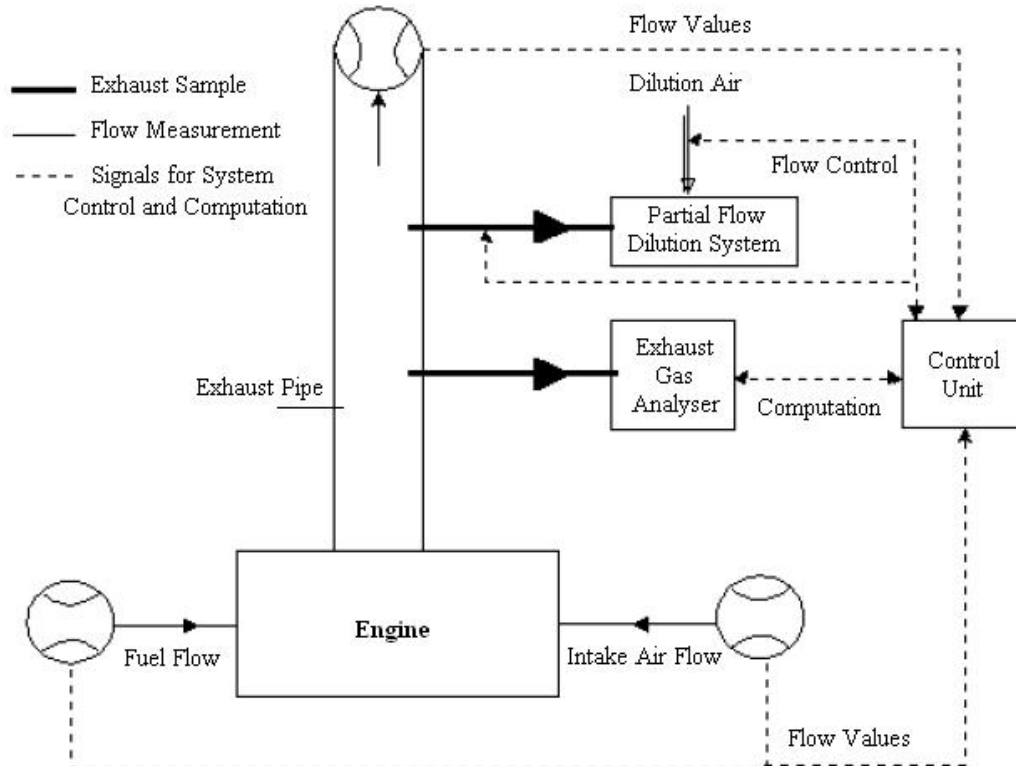 Flow Values
Exhaust Sample
Dilution Air
Flow Measurement
Signals for System
Control and Computation
Flow Control
Partial Flow
Dilution System
Exhaust
Gas
Analyser
Control
Unit
Exhaust Pipe
Computation
Engine
Fuel Flow
Intake Air Flow
Flow Values